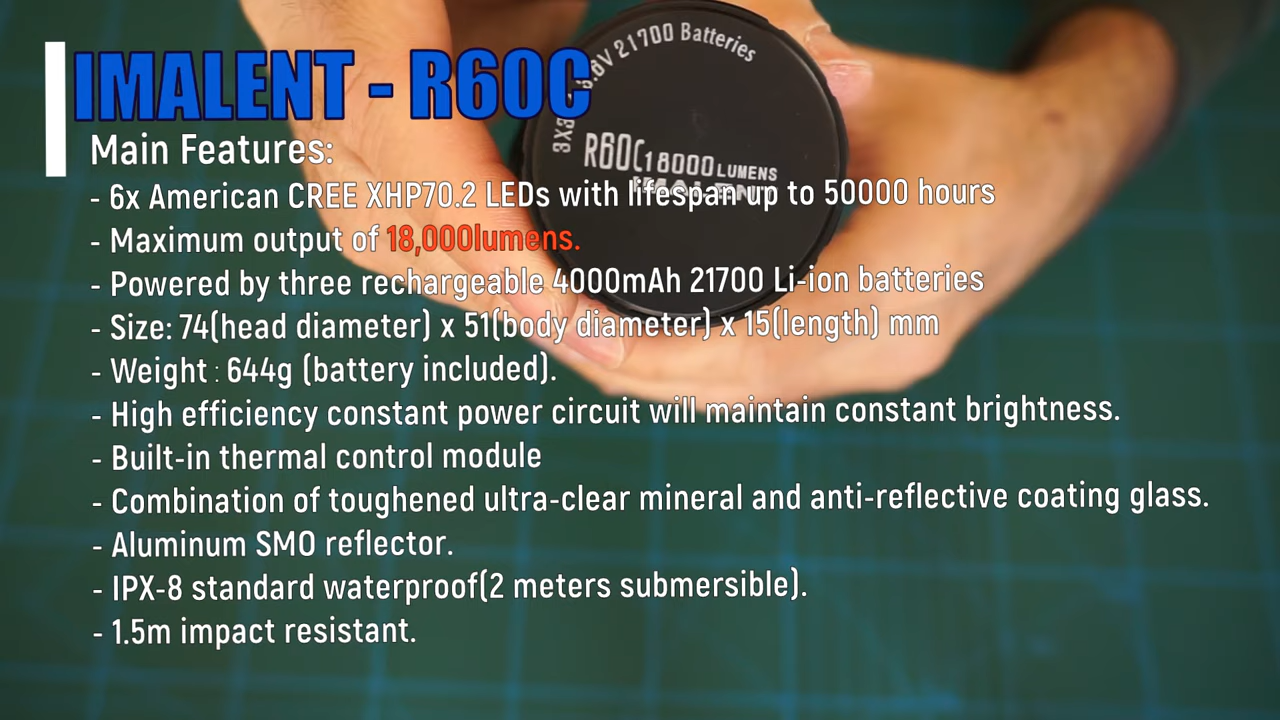 IMALENT - R60C
Main Features:
- 6x American CREE XHP70.2 LEDs with lifespan up to 50000 hours
- Maximum output of 18,000lumens.
- Powered by three rechargeable 4000mAh 21700 Li-ion batteries
- Size: 74(head diameter) x 51(body diameter) x 15(length) mm
- Weight : 644g (battery included).
- High efficiency constant power circuit will maintain constant brightness.
- Built-in thermal control module
- Combination of toughened ultra-clear mineral and anti-reflective coating glass.
- Aluminum SMO reflector.
- IPX-8 standard waterproof(2 meters submersible).
- 1.5m impact resistant.
21700 Batteries
R60C 18000 LUMENS